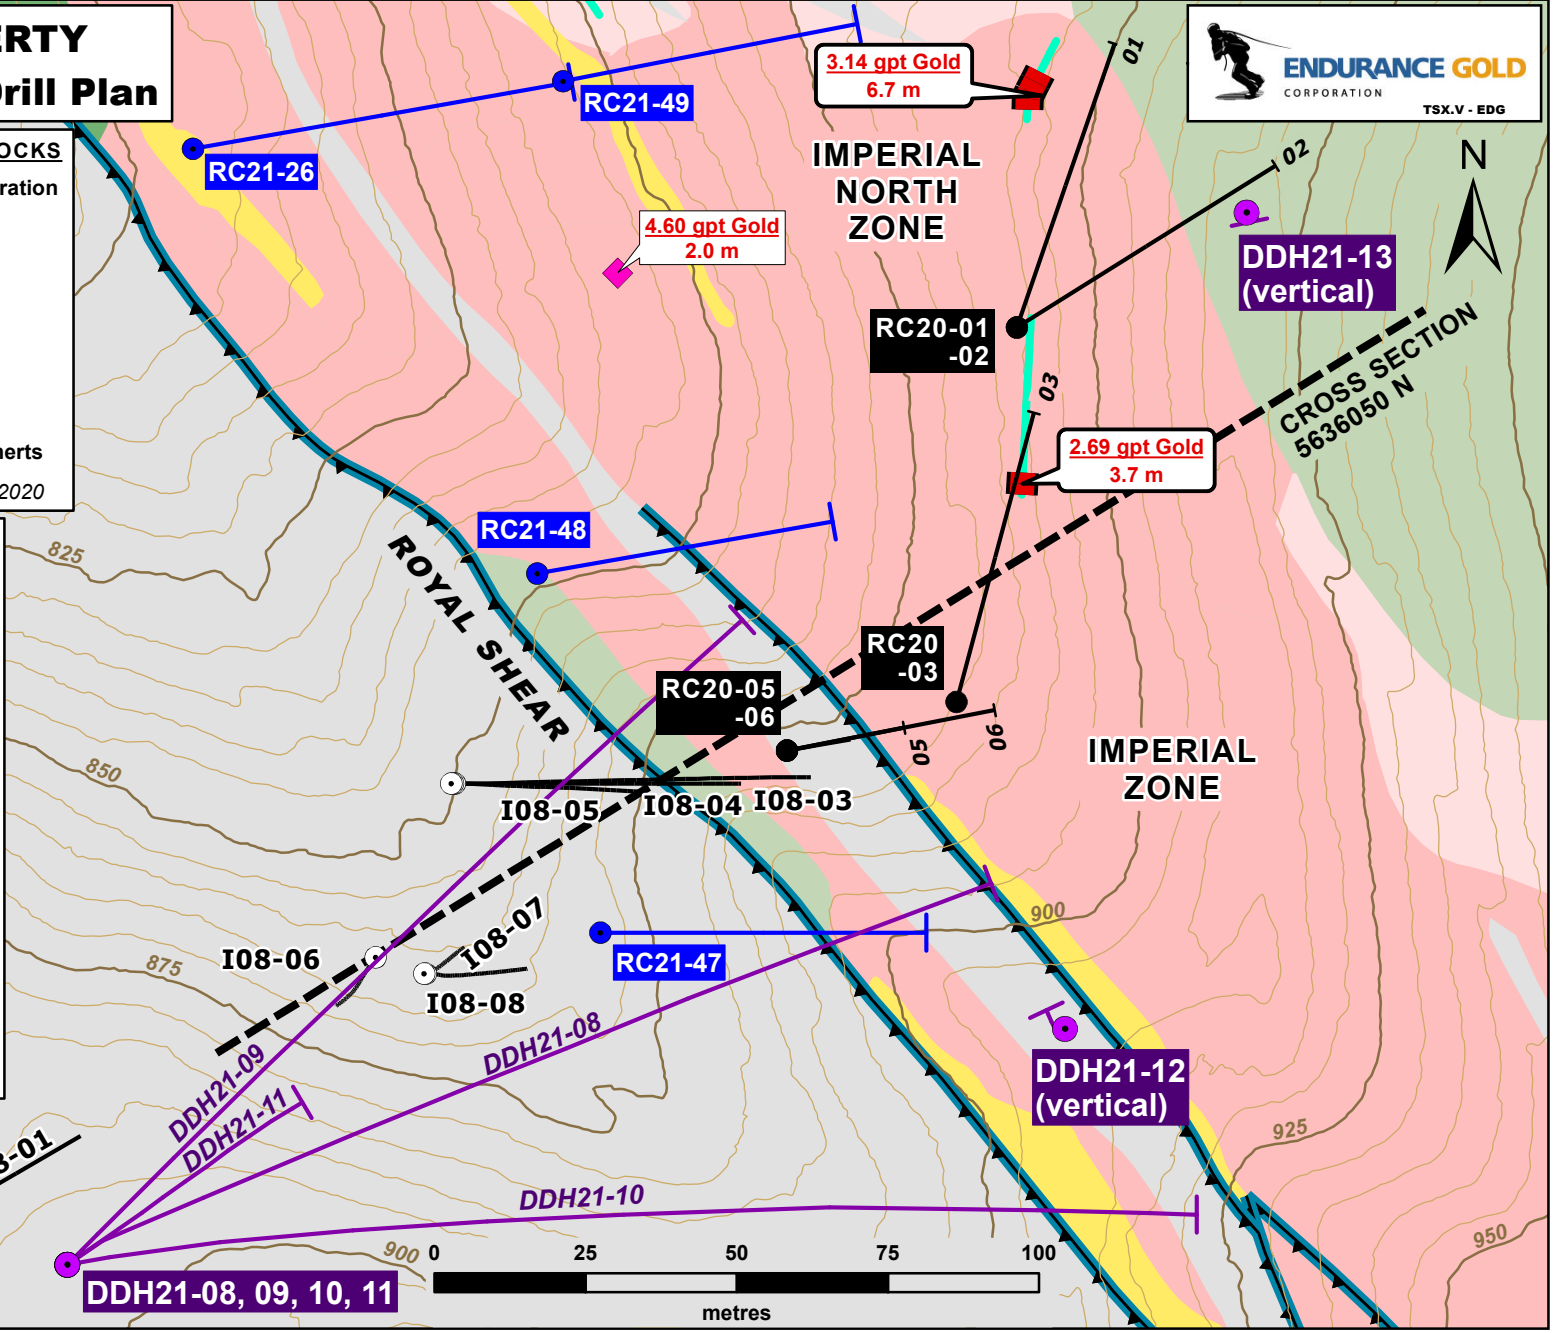 ERTY
Drill Plan
OCKS
ration
herts
2020
ENDURANCE GOLD
CORPORATION
TSX.V - EDG
N
3.14 gpt Gold
6.7 m
01
02
RC21-49
RC21-26
IMPERIAL
NORTH
ZONE
4.60 gpt Gold
2.0 m
DDH21-13
(vertical)
RC20-01
-02
03
CROSS SECTION
5636050 N
2.69 gpt Gold
3.7 m
RC21-48
825
ROYAL SHEAR
RC20
-03
RC20-05
-06
05
06
IMPERIAL
ZONE
850
I08-05
I08-04
I08-03
900
I08-07
I08-06
875
RC21-47
I08-08
DDH21-08
DDH21-09
DDH21-11
DDH21-12
(vertical)
925
8-01
DDH21-10
950
900
DDH21-08, 09, 10, 11
0 25 50 75 100
metres